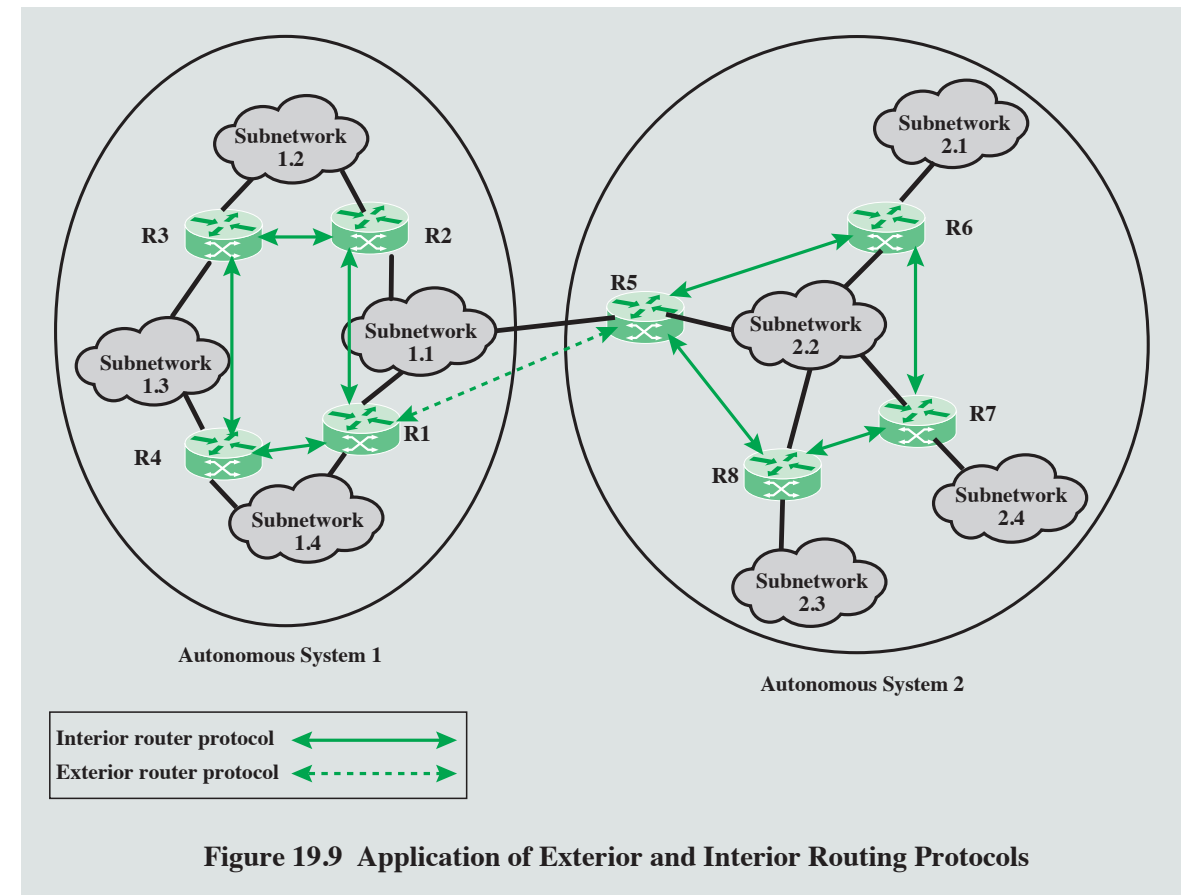 Subnetwork
1.2
R3
R2
Subnetwork
1.1
Subnetwork
1.3
R4
R1
Subnetwork
1.4
Autonomous System 1
Subnetwork
2.1
R6
R5
Subnetwork
2.2
R7
R8
Subnetwork
2.4
Subnetwork
2.3
Autonomous System 2
Interior router protocol
Exterior router protocol
Figure 19.9 Application of Exterior and Interior Routing Protocols